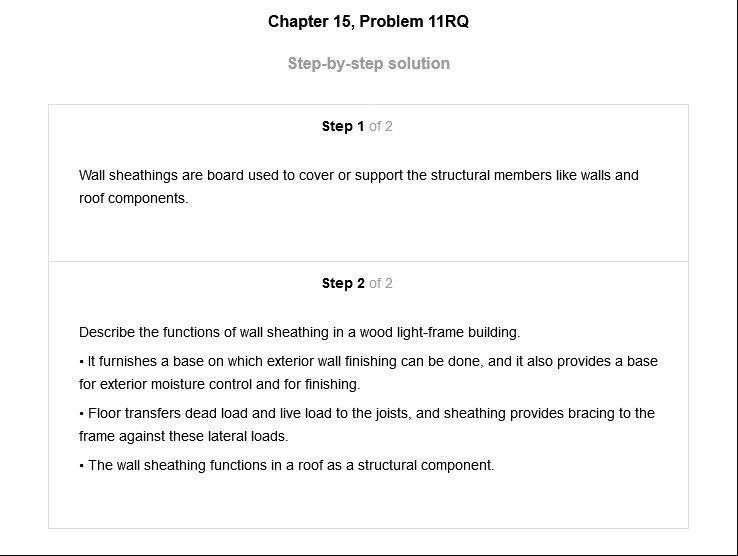 Chapter 15, Problem 11RQ
Step-by-step solution
Step 1 of 2
Wall sheathings are board used to cover or support the structural members like walls and
roof components.
Step 2 of 2
Describe the functions of wall sheathing in a wood light-frame building.
• It furnishes a base on which exterior wall finishing can be done, and it also provides a base
for exterior moisture control and for finishing.
• Floor transfers dead load and live load to the joists, and sheathing provides bracing to the
frame against these lateral loads.
• The wall sheathing functions in a roof as a structural component.